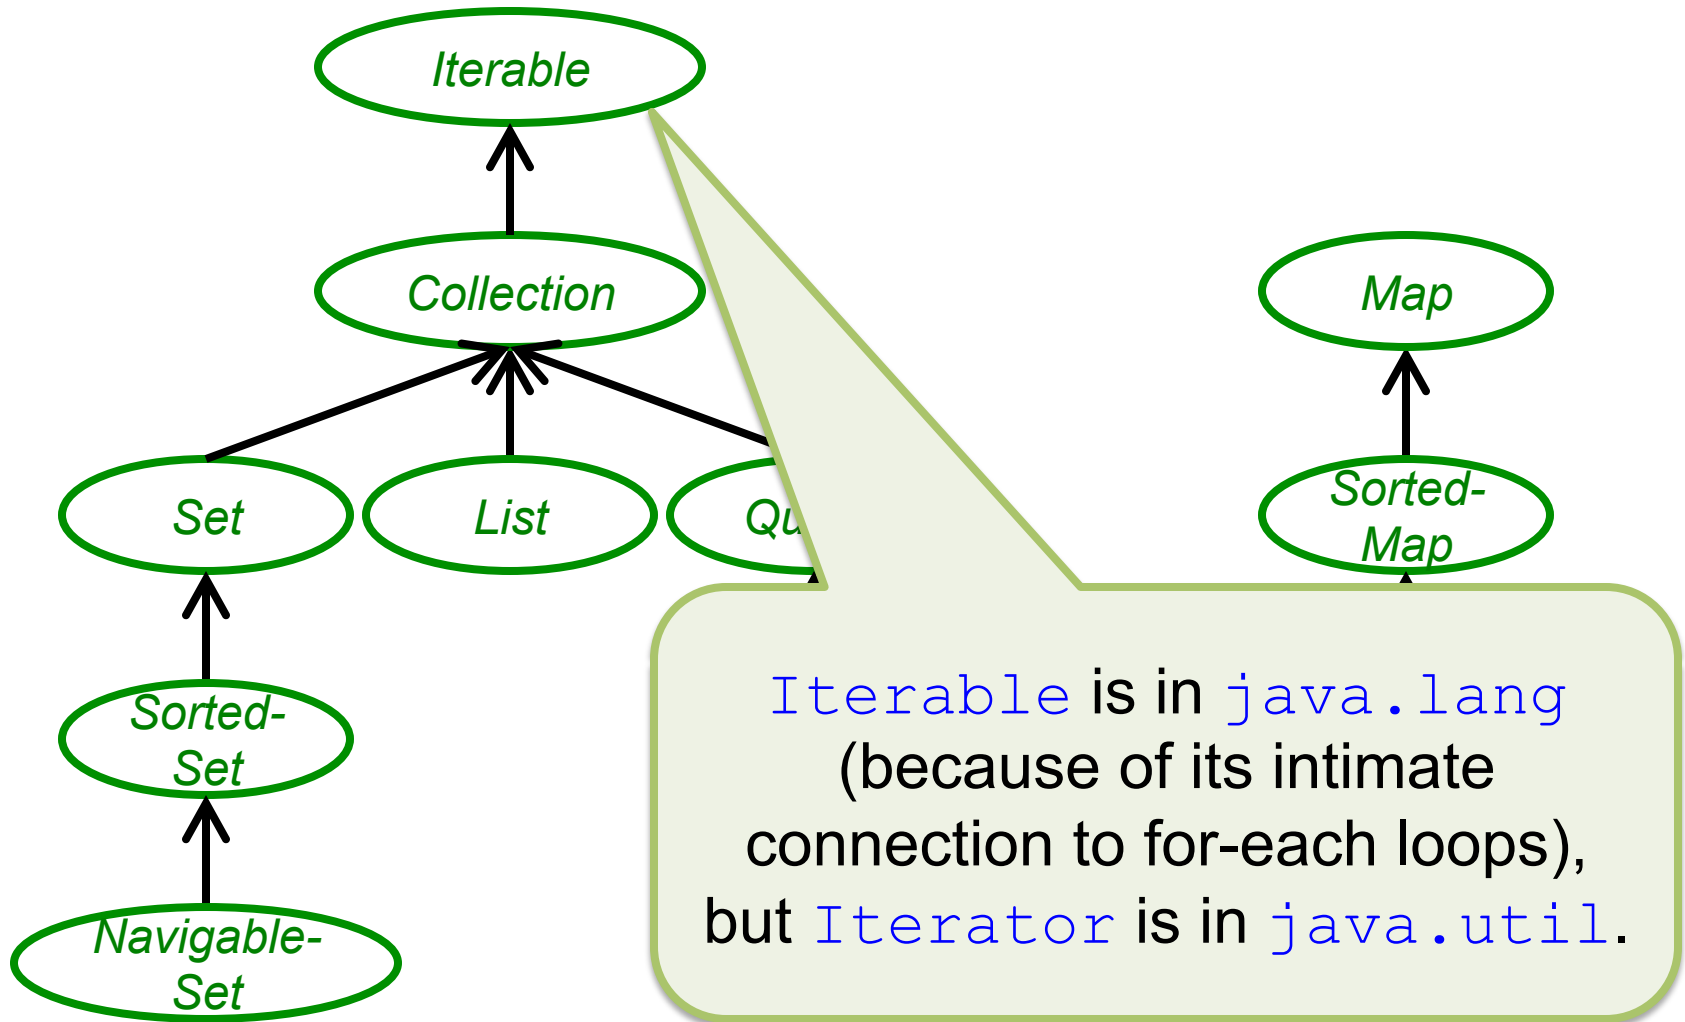 Iterable
Collection
Map
Set
List
Qu
Sorted-
Map
Sorted-
Set
Navigable-
Set
Iterable is in java.lang
(because of its intimate
connection to for-each loops),
but Iterator is in java.util.